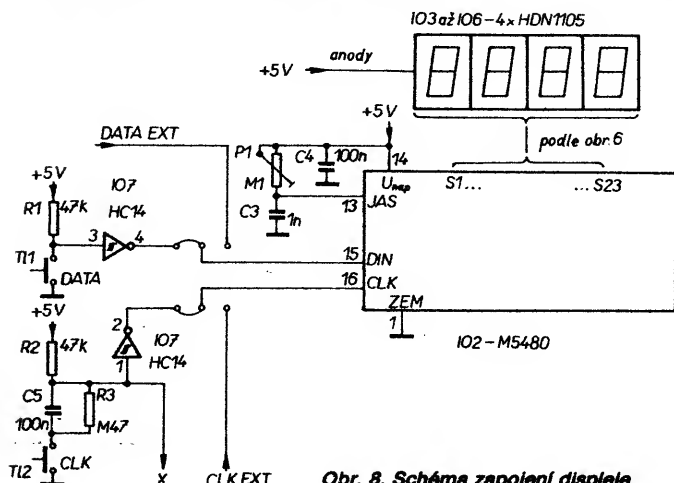 IO3 až IO6 - 4x HDN1105
+5V
anody
+5V
podle obr. 6
DATA EXT
P1
M1
C4
100n
14
Unap
S1...
...S23
13
JAS
C3
1n
+5V
R1
47k
IO7
HC14
3
4
Tl1
DATA
15
DIN
16
CLK
ZEM
1
IO2 - M5480
+5V
R2
47k
2
IO7
HC14
1
C5
100n
R3
M47
Tl2
CLK
X
CLK EXT
Obr. 8. Schéma zapojení displeje